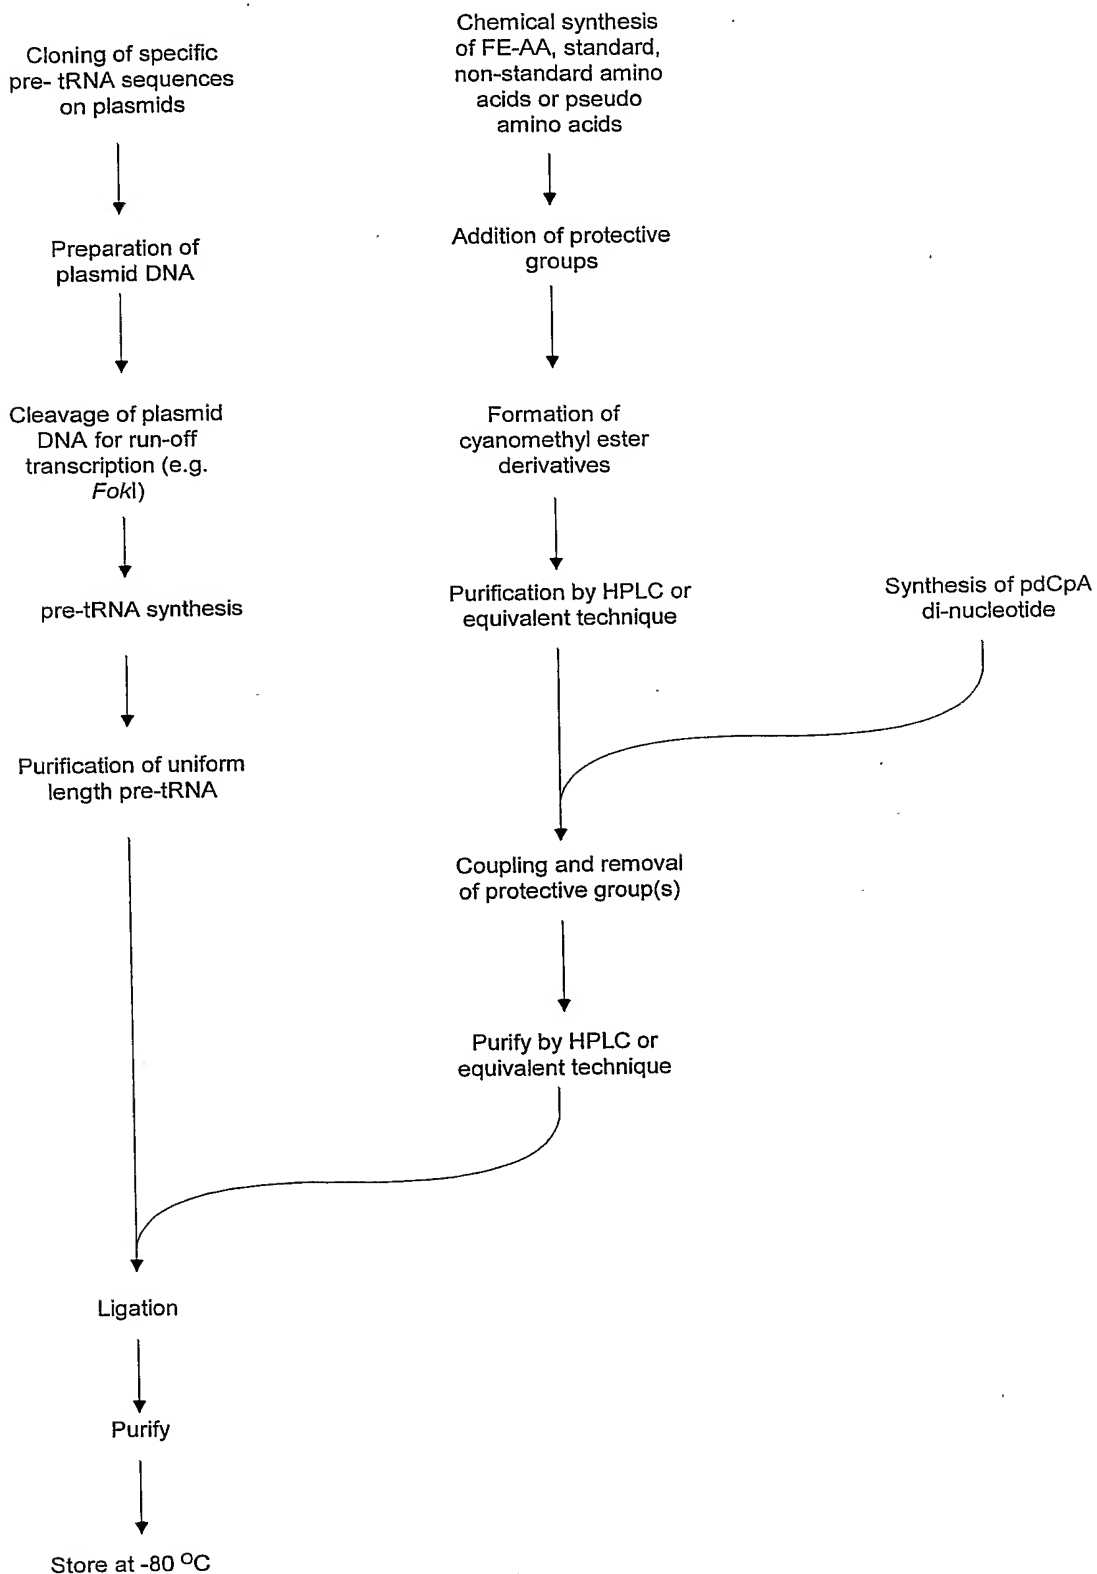 Cloning of specific
pre- tRNA sequences
on plasmids
Preparation of
plasmid DNA
Cleavage of plasmid
DNA for run-off
transcription (e.g.
FokI)
pre-tRNA synthesis
Purification of uniform
length pre-tRNA
Chemical synthesis
of FE-AA, standard,
non-standard amino
acids or pseudo
amino acids
Addition of protective
groups
Formation of
cyanomethyl ester
derivatives
Purification by HPLC or
equivalent technique
Synthesis of pdCpA
di-nucleotide
Coupling and removal
of protective group(s)
Purify by HPLC or
equivalent technique
Ligation
Purify
Store at -80 °C